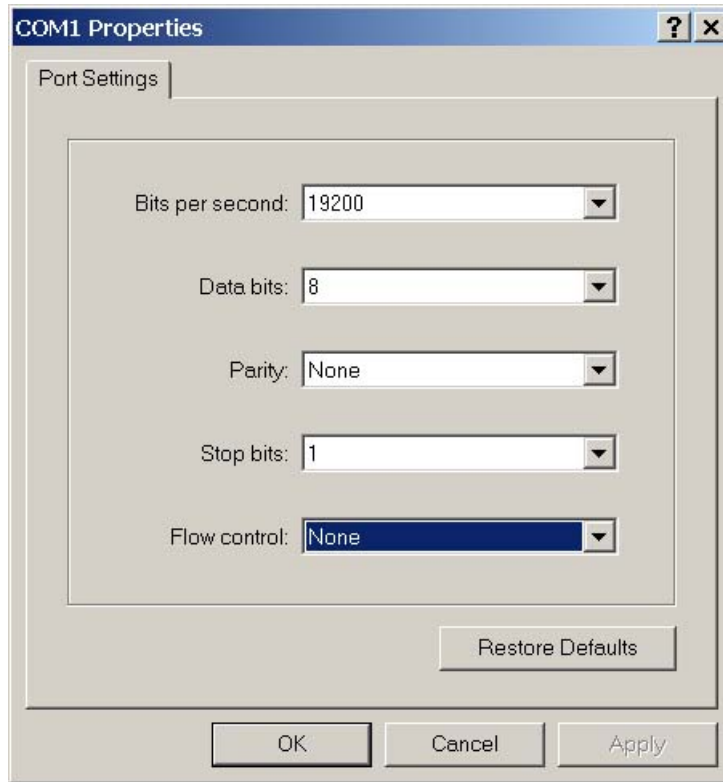 COM1 Properties
Port Settings
Bits per second: 19200
Data bits: 8
Parity: None
Stop bits: 1
Flow control: None
Restore Defaults
OK Cancel Apply